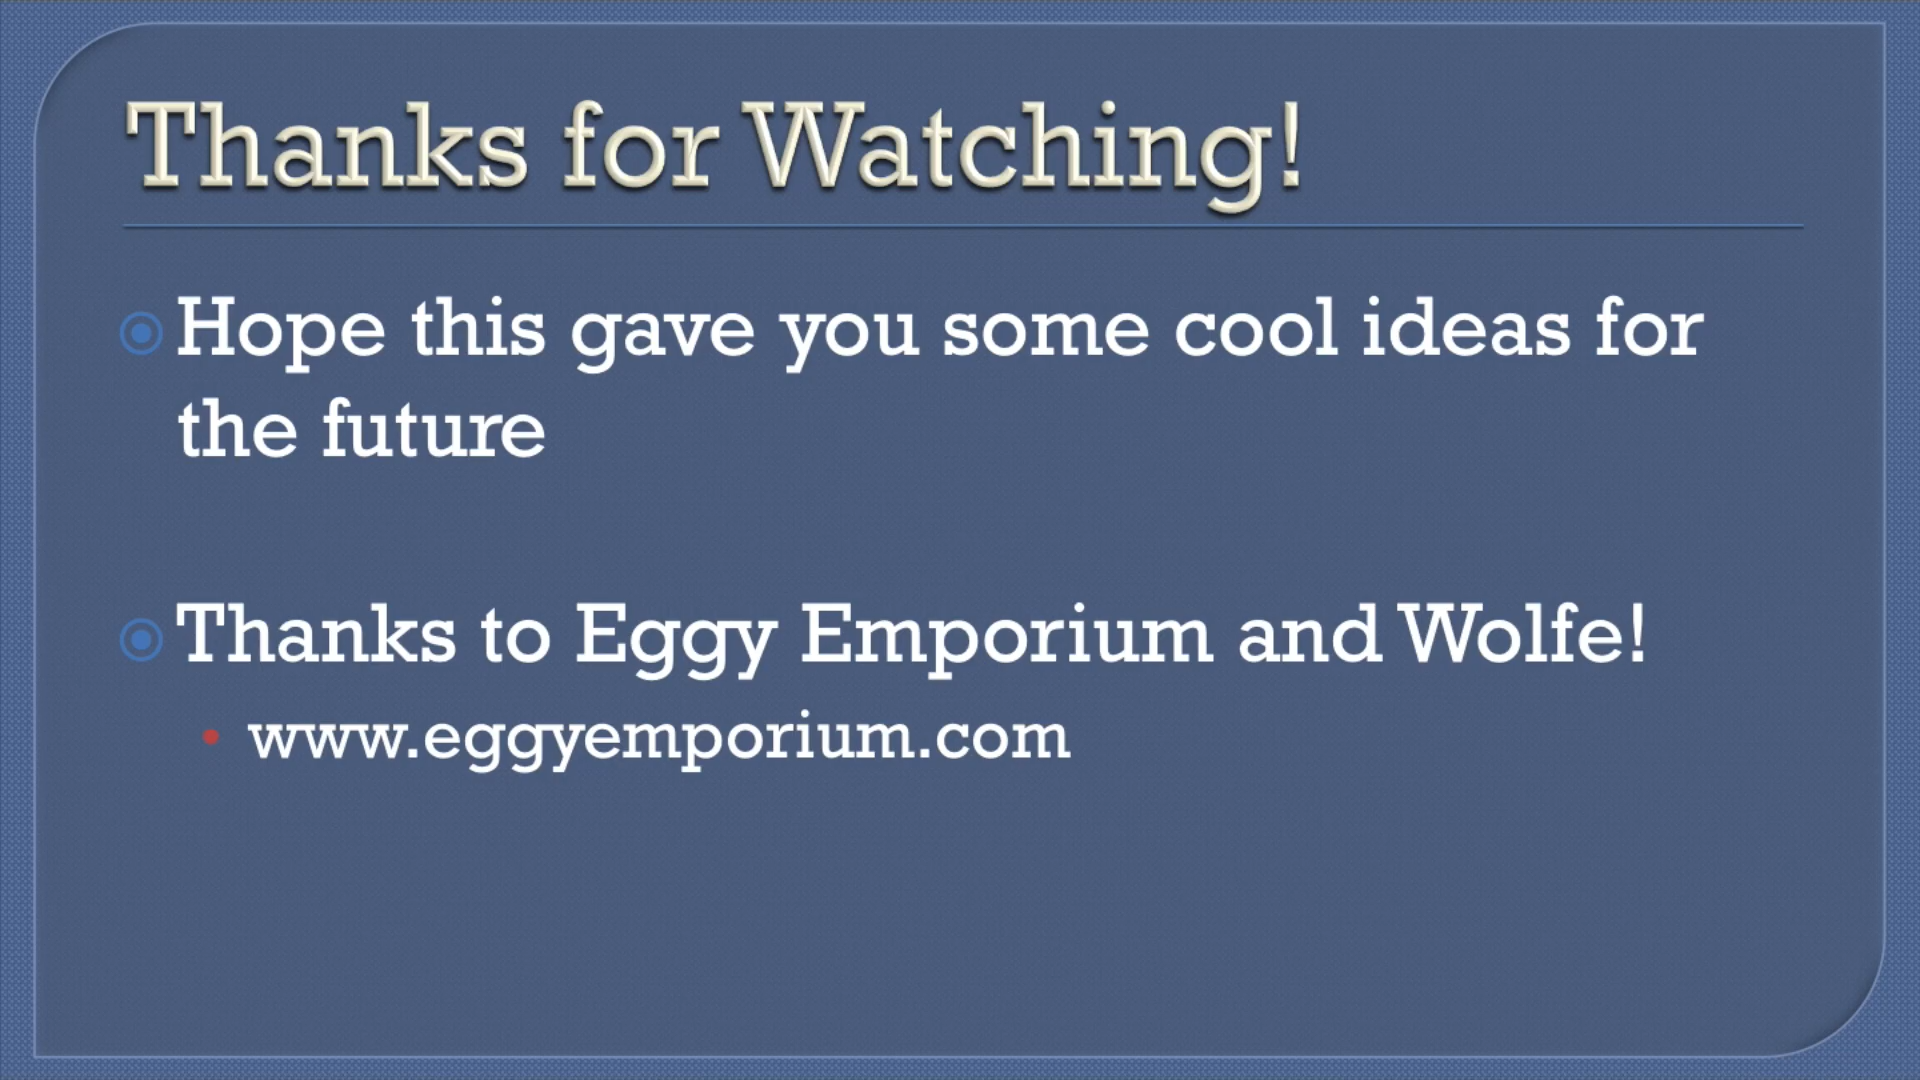 Thanks for Watching!
Hope this gave you some cool ideas for
the future
Thanks to Eggy Emporium and Wolfe!
www.eggyemporium.com